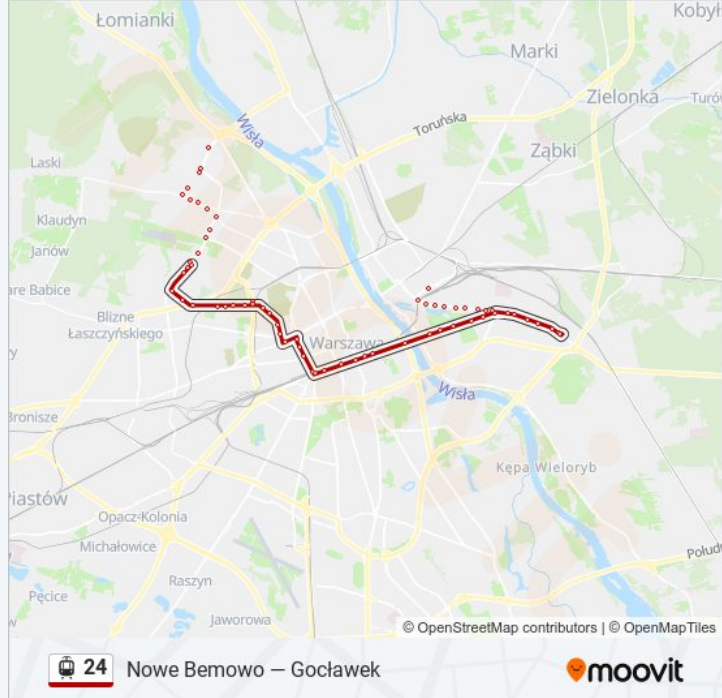 Łomianki
Kobył
Marki
Zielonka
Turów
Wisła
Toruńska
Ząbki
Laski
Klaudyn
Janów
are Babice
Blizne
Łaszczyńskiego
Warszawa
Wisła
Bronisze
Kępa Wieloryb
Piastów
Opacz-Kolonia
Michałowice
Połudn
Raszyn
Pęcice
Jaworowa
© OpenStreetMap contributors | © OpenMapTiles
24 Nowe Bemowo — Gocławek
moovit